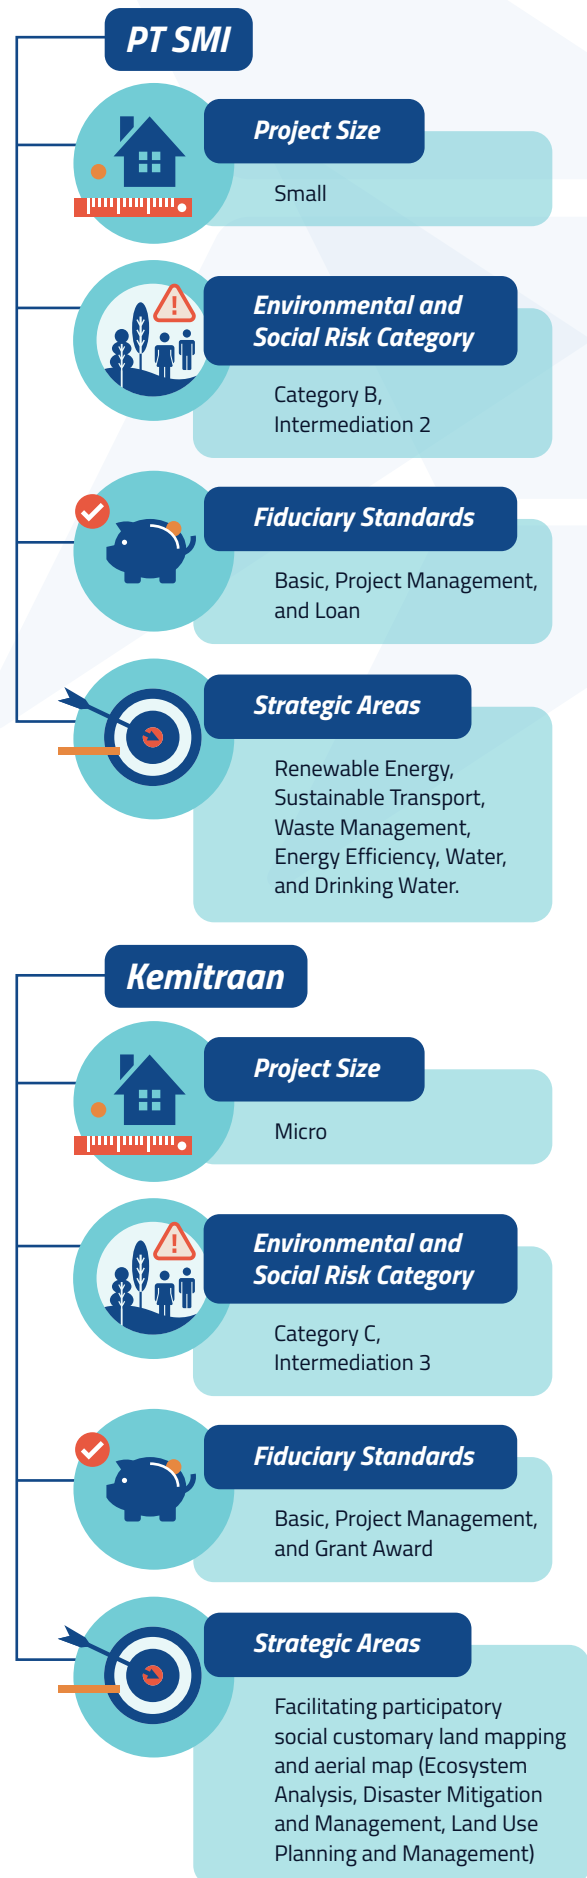 PT SMI
Project Size
Small
Environmental and
Social Risk Category
Category B,
Intermediation 2
Fiduciary Standards
Basic, Project Management,
and Loan
Strategic Areas
Renewable Energy,
Sustainable Transport,
Waste Management,
Energy Efficiency, Water,
and Drinking Water.
Kemitraan
Project Size
Micro
Environmental and
Social Risk Category
Category C,
Intermediation 3
Fiduciary Standards
Basic, Project Management,
and Grant Award
Strategic Areas
Facilitating participatory
social customary land mapping
and aerial map (Ecosystem
Analysis, Disaster Mitigation
and Management, Land Use
Planning and Management)